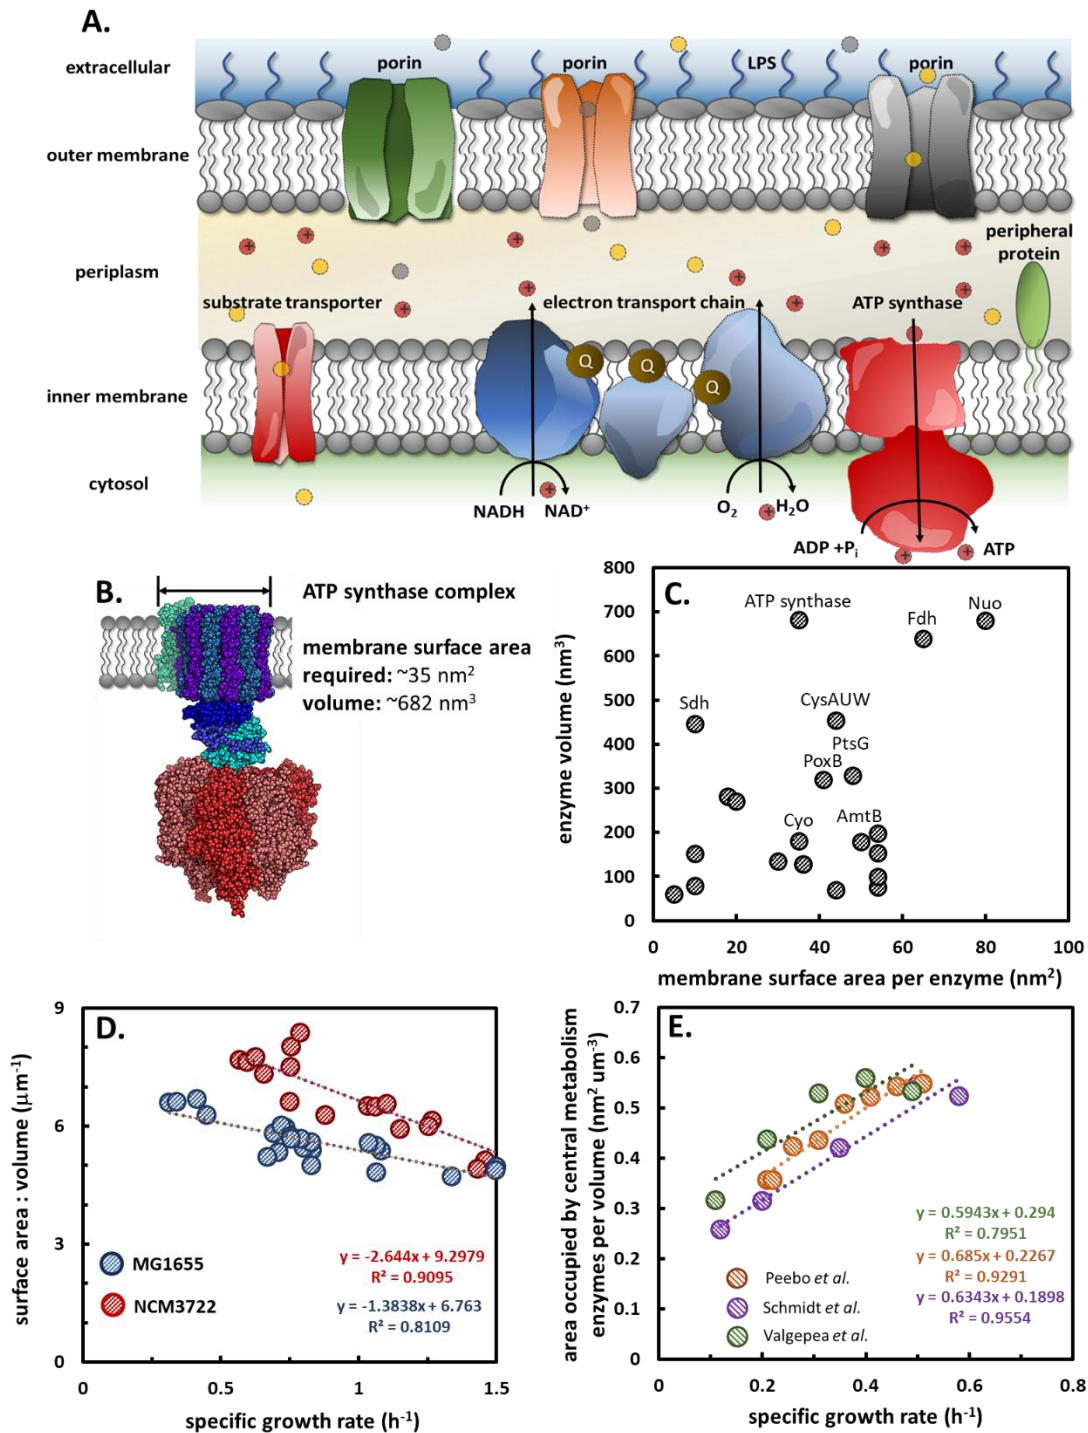 A.
extracellular
porin
porin
LPS
porin
outer membrane
periplasm
peripheral
protein
substrate transporter
electron transport chain
ATP synthase
Q
Q
Q
inner membrane
cytosol
NADH
NAD⁺
O₂
H₂O
ADP +Pᵢ
ATP
B.
ATP synthase complex
membrane surface area
required: ~35 nm²
volume: ~682 nm³
C.
enzyme volume (nm³)
800
700
600
500
400
300
200
100
0
ATP synthase
Fdh
Nuo
Sdh
CysAUW
PtsG
PoxB
Cyo
AmtB
0
20
40
60
80
100
membrane surface area per enzyme (nm²)
D.
surface area : volume (μm⁻¹)
9
6
3
0
MG1655
NCM3722
y = -2.644x + 9.2979
R² = 0.9095
y = -1.3838x + 6.763
R² = 0.8109
0
0.5
1
1.5
specific growth rate (h⁻¹)
E.
area occupied by central metabolism
enzymes per volume (nm² um⁻³)
0.7
0.6
0.5
0.4
0.3
0.2
0.1
0
y = 0.5943x + 0.294
R² = 0.7951
y = 0.685x + 0.2267
R² = 0.9291
y = 0.6343x + 0.1898
R² = 0.9554
Peebo et al.
Schmidt et al.
Valgepea et al.
0
0.2
0.4
0.6
0.8
specific growth rate (h⁻¹)